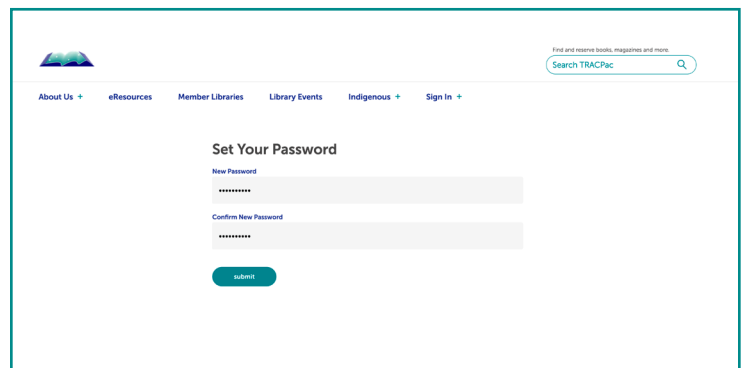 Find and reserve books, magazines and more.
Search TRACPac
About Us + eResources Member Libraries Library Events Indigenous + Sign In +
Set Your Password
New Password
••••••••••
Confirm New Password
••••••••••
submit